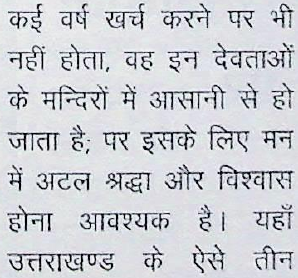 कई वर्ष खर्च करने पर भी
नहीं होता, वह इन देवताओं
के मन्दिरों में आसानी से हो
जाता है; पर इसके लिए मन
में अटल श्रद्धा और विश्वास
होना आवश्यक है। यहाँ
उत्तराखण्ड के ऐसे तीन